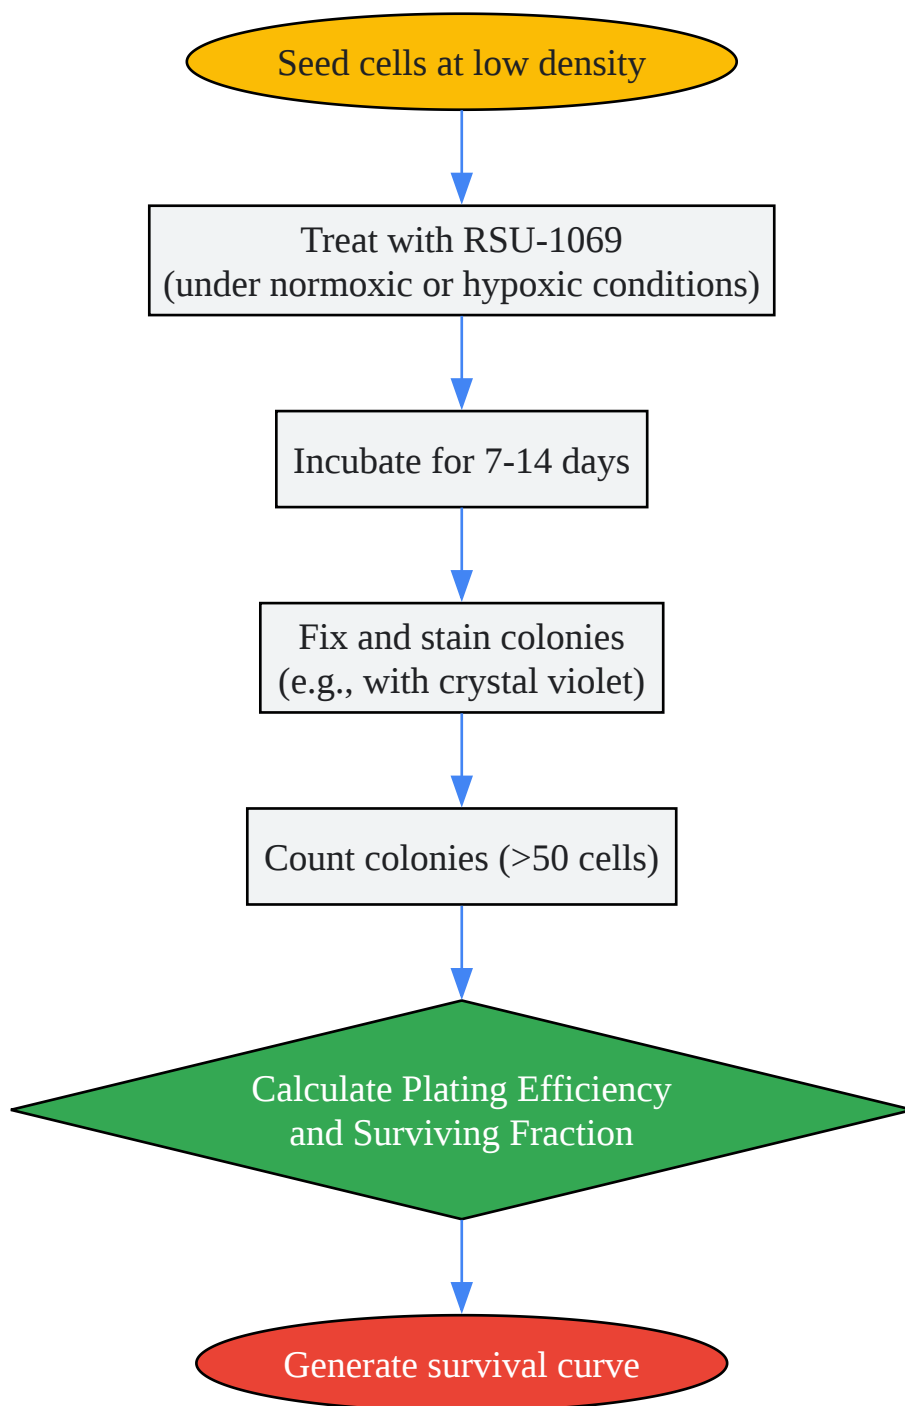 Seed cells at low density
Treat with RSU-1069
(under normoxic or hypoxic conditions)
Incubate for 7-14 days
Fix and stain colonies
(e.g., with crystal violet)
Count colonies (>50 cells)
Calculate Plating Efficiency
and Surviving Fraction
Generate survival curve